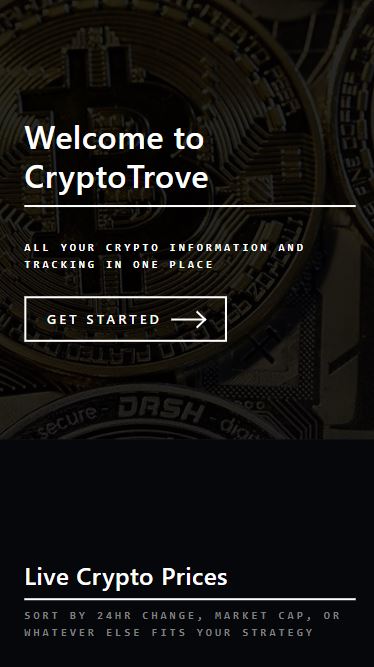 Welcome to
CryptoTrove
ALL YOUR CRYPTO INFORMATION AND
TRACKING IN ONE PLACE
GET STARTED
secure - DASH - digit
Live Crypto Prices
SORT BY 24HR CHANGE, MARKET CAP, OR
WHATEVER ELSE FITS YOUR STRATEGY